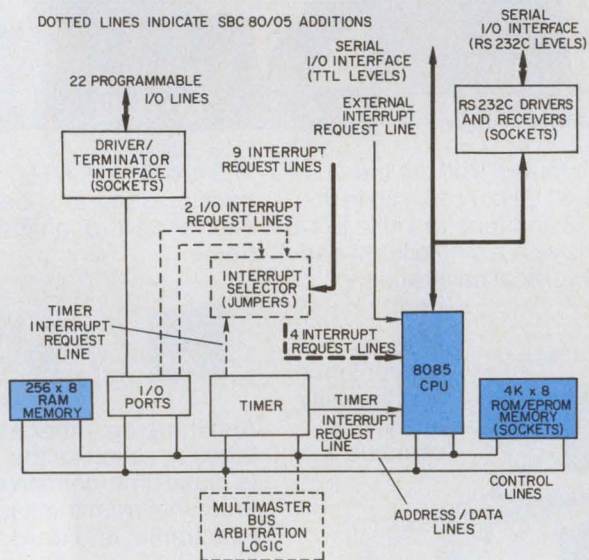 DOTTED LINES INDICATE SBC 80/05 ADDITIONS
SERIAL
I/O INTERFACE
(RS 232C LEVELS)
SERIAL
I/O INTERFACE
(TTL LEVELS)
22 PROGRAMMABLE
I/O LINES
RS 232C DRIVERS
AND RECEIVERS
(SOCKETS)
EXTERNAL
INTERRUPT
REQUEST LINE
DRIVER/
TERMINATOR
INTERFACE
(SOCKETS)
9 INTERRUPT
REQUEST LINES
2 I/O INTERRUPT
REQUEST LINES
INTERRUPT
SELECTOR
(JUMPERS)
TIMER
INTERRUPT
REQUEST
LINE
4 INTERRUPT
REQUEST LINES
8085
CPU
256 x 8
RAM
MEMORY
I/O
PORTS
TIMER
TIMER
INTERRUPT
REQUEST
LINE
4K x 8
ROM/EPROM
MEMORY
(SOCKETS)
CONTROL
LINES
ADDRESS / DATA
LINES
MULTIMASTER
BUS
ARBITRATION
LOGIC